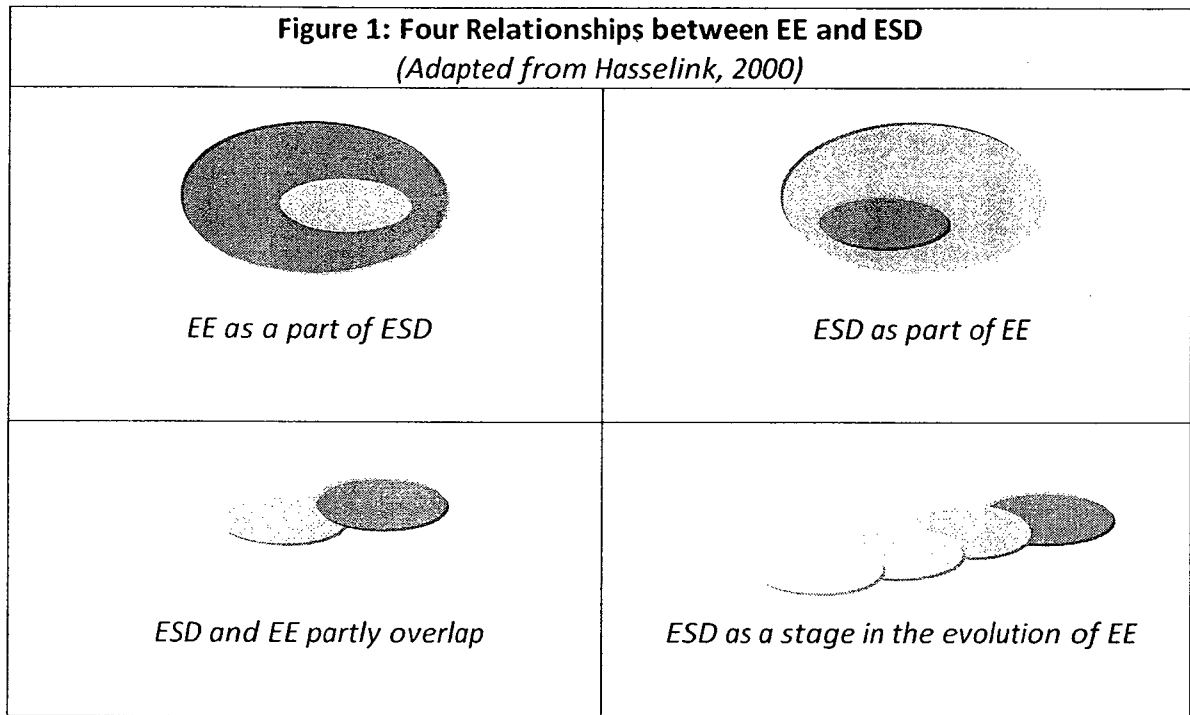 Figure 1: Four Relationships between EE and ESD
(Adapted from Hasselink, 2000)
EE as a part of ESD
ESD as part of EE
ESD and EE partly overlap
ESD as a stage in the evolution of EE